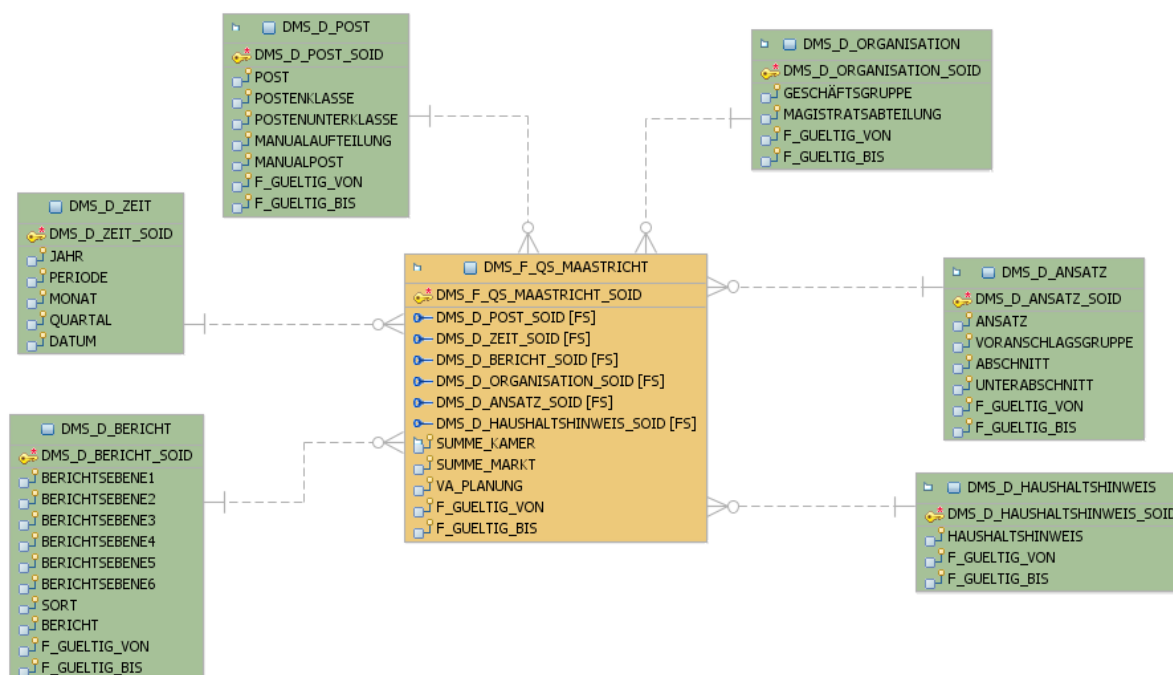 DMS_D_POST
DMS_D_POST_SOID
POST
POSTENKLASSE
POSTENUNTERKLASSE
MANUALAUFTEILUNG
MANUALPOST
F_GUELTIG_VON
F_GUELTIG_BIS
DMS_D_ORGANISATION
DMS_D_ORGANISATION_SOID
GESCHÄFTSGRUPPE
MAGISTRATSABTEILUNG
F_GUELTIG_VON
F_GUELTIG_BIS
DMS_D_ZEIT
DMS_D_ZEIT_SOID
JAHR
PERIODE
MONAT
QUARTAL
DATUM
DMS_F_QS_MAASTRICHT
DMS_F_QS_MAASTRICHT_SOID
DMS_D_POST_SOID [FS]
DMS_D_ZEIT_SOID [FS]
DMS_D_BERICHT_SOID [FS]
DMS_D_ORGANISATION_SOID [FS]
DMS_D_ANSATZ_SOID [FS]
DMS_D_HAUSHALTSHINWEIS_SOID [FS]
SUMME_KAMER
SUMME_MARKT
VA_PLANUNG
F_GUELTIG_VON
F_GUELTIG_BIS
DMS_D_ANSATZ
DMS_D_ANSATZ_SOID
ANSATZ
VORANSCHLAGSGRUPPE
ABSCHNITT
UNTERABSCHNITT
F_GUELTIG_VON
F_GUELTIG_BIS
DMS_D_BERICHT
DMS_D_BERICHT_SOID
BERICHTSEBENE1
BERICHTSEBENE2
BERICHTSEBENE3
BERICHTSEBENE4
BERICHTSEBENE5
BERICHTSEBENE6
SORT
BERICHT
F_GUELTIG_VON
F_GUELTIG_BIS
DMS_D_HAUSHALTSHINWEIS
DMS_D_HAUSHALTSHINWEIS_SOID
HAUSHALTSHINWEIS
F_GUELTIG_VON
F_GUELTIG_BIS